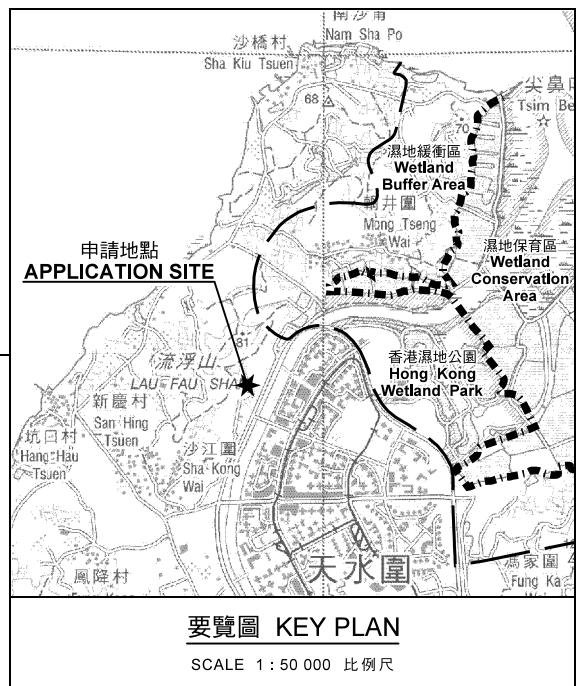 南沙莆
Nam Sha Po
沙橋村
Sha Kiu Tsuen
68
尖鼻
Tsim Be
70
濕地緩衝區
Wetland
Buffer Area
輞井圍
Mong Tseng
Wai
濕地保育區
Wetland
Conservation
Area
申請地點
APPLICATION SITE
81
流浮山
LAU FAU SHA
香港濕地公園
Hong Kong
Wetland Park
新慶村
San Hing
Tsuen
坑口村
Hang Hau
Tsuen
沙江圍
Sha Kong
Wai
鳳降村
天水圍
馮家圍
Fung Ka
要覽圖 KEY PLAN
SCALE 1 : 50 000 比例尺